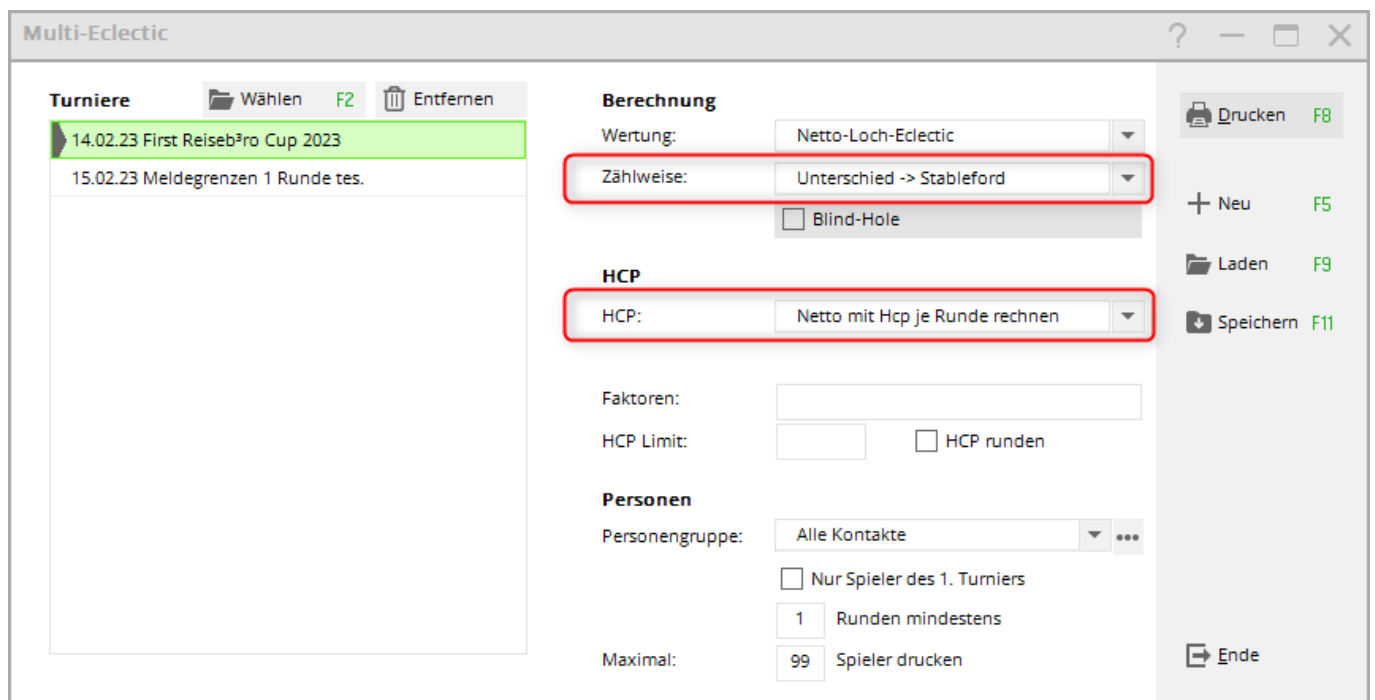 Multi-Eclectic
Turniere
Wählen F2
Entfernen
14.02.23 First Reiseb³ro Cup 2023
15.02.23 Meldegrenzen 1 Runde tes.
Berechnung
Wertung: Netto-Loch-Eclectic
Zählweise: Unterschied -> Stableford
Blind-Hole
HCP
HCP: Netto mit Hcp je Runde rechnen
Faktoren:
HCP Limit:
HCP runden
Personen
Personengruppe: Alle Kontakte
Nur Spieler des 1. Turniers
1 Runden mindestens
Maximal: 99 Spieler drucken
Drucken F8
Neu F5
Laden F9
Speichern F11
Ende